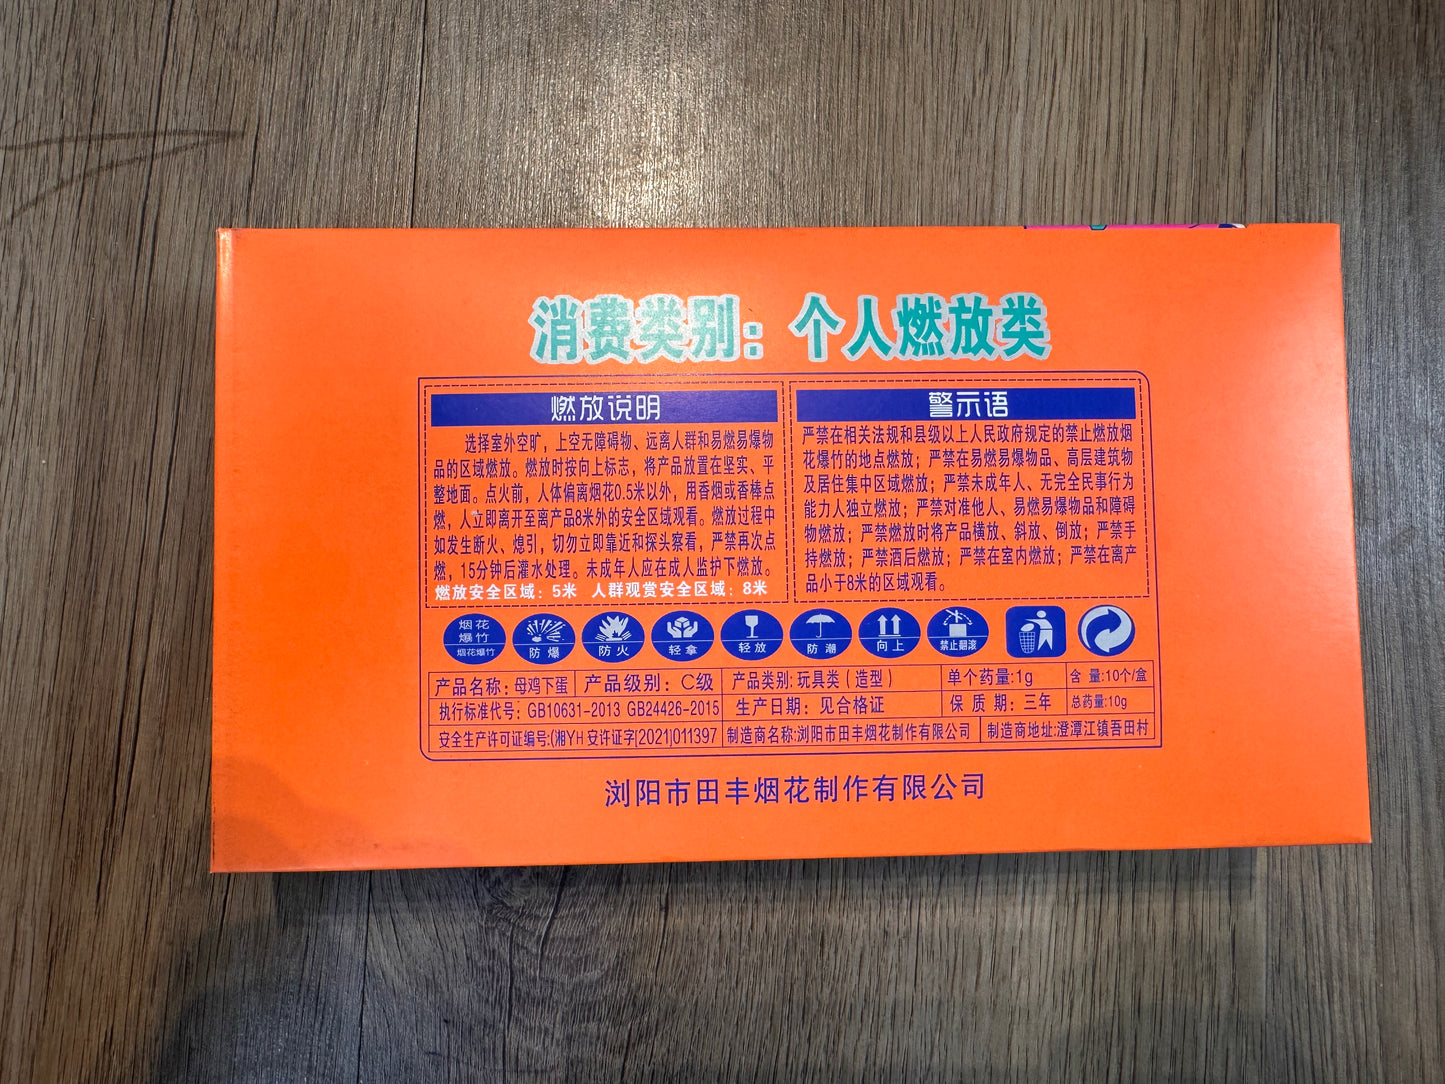 消费类别：个人燃放类
燃放说明
选择室外空旷，上空无障碍物、远离人群和易燃易爆物
品的区域燃放。燃放时按向上标志，将产品放置在坚实、平
整地面。点火前，人体偏离烟花0.5米以外，用香烟或香棒点
燃，人立即离开至离产品8米外的安全区域观看。燃放过程中
如发生断火、熄引，切勿立即靠近和探头察看，严禁再次点
燃，15分钟后灌水处理。未成年人应在成人监护下燃放。
燃放安全区域：5米 人群观赏安全区域：8米
警示语
严禁在相关法规和县级以上人民政府规定的禁止燃放烟
花爆竹的地点燃放；严禁在易燃易爆物品、高层建筑物
及居住集中区域燃放；严禁未成年人、无完全民事行为
能力人独立燃放；严禁对准他人、易燃易爆物品和障碍
物燃放；严禁燃放时将产品横放、斜放、倒放；严禁手
持燃放；严禁酒后燃放；严禁在室内燃放；严禁在离产
品小于8米的区域观看。
烟花
爆竹
烟花爆竹 防爆 防火 轻拿 轻放 防潮 向上 禁止翻滚
产品名称：母鸡下蛋 产品级别：C级 产品类别：玩具类（造型） 单个药量:1g 含量:10个/盒
执行标准代号：GB10631-2013 GB24426-2015 生产日期：见合格证 保质期：三年 总药量:10g
安全生产许可证编号:(湘YH安许证字[2021]011397 制造商名称:浏阳市田丰烟花制作有限公司 制造商地址:澄潭江镇吾田村
浏阳市田丰烟花制作有限公司